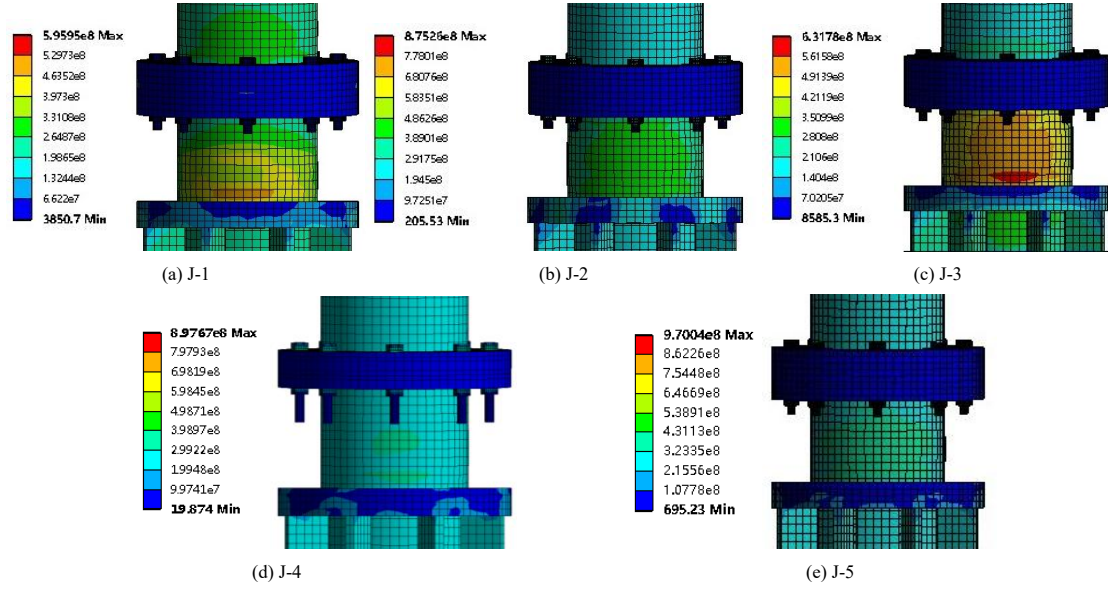 5.9595e8 Max
5.2973e8
4.6352e8
3.973e8
3.3108e8
2.6487e8
1.9865e8
1.3244e8
6.622e7
3850.7 Min
8.7526e8 Max
7.7801e8
6.8076e8
5.8351e8
4.8626e8
3.8901e8
2.9175e8
1.945e8
9.7251e7
205.53 Min
6.3178e8 Max
5.6158e8
4.9139e8
4.2119e8
3.5099e8
2.808e8
2.106e8
1.404e8
7.0205e7
8585.3 Min
(a) J-1
(b) J-2
(c) J-3
8.9767e8 Max
7.9793e8
6.9819e8
5.9845e8
4.9871e8
3.9897e8
2.9922e8
1.9948e8
9.9741e7
19.874 Min
9.7004e8 Max
8.6226e8
7.5448e8
6.4669e8
5.3891e8
4.3113e8
3.2335e8
2.1556e8
1.0778e8
695.23 Min
(d) J-4
(e) J-5